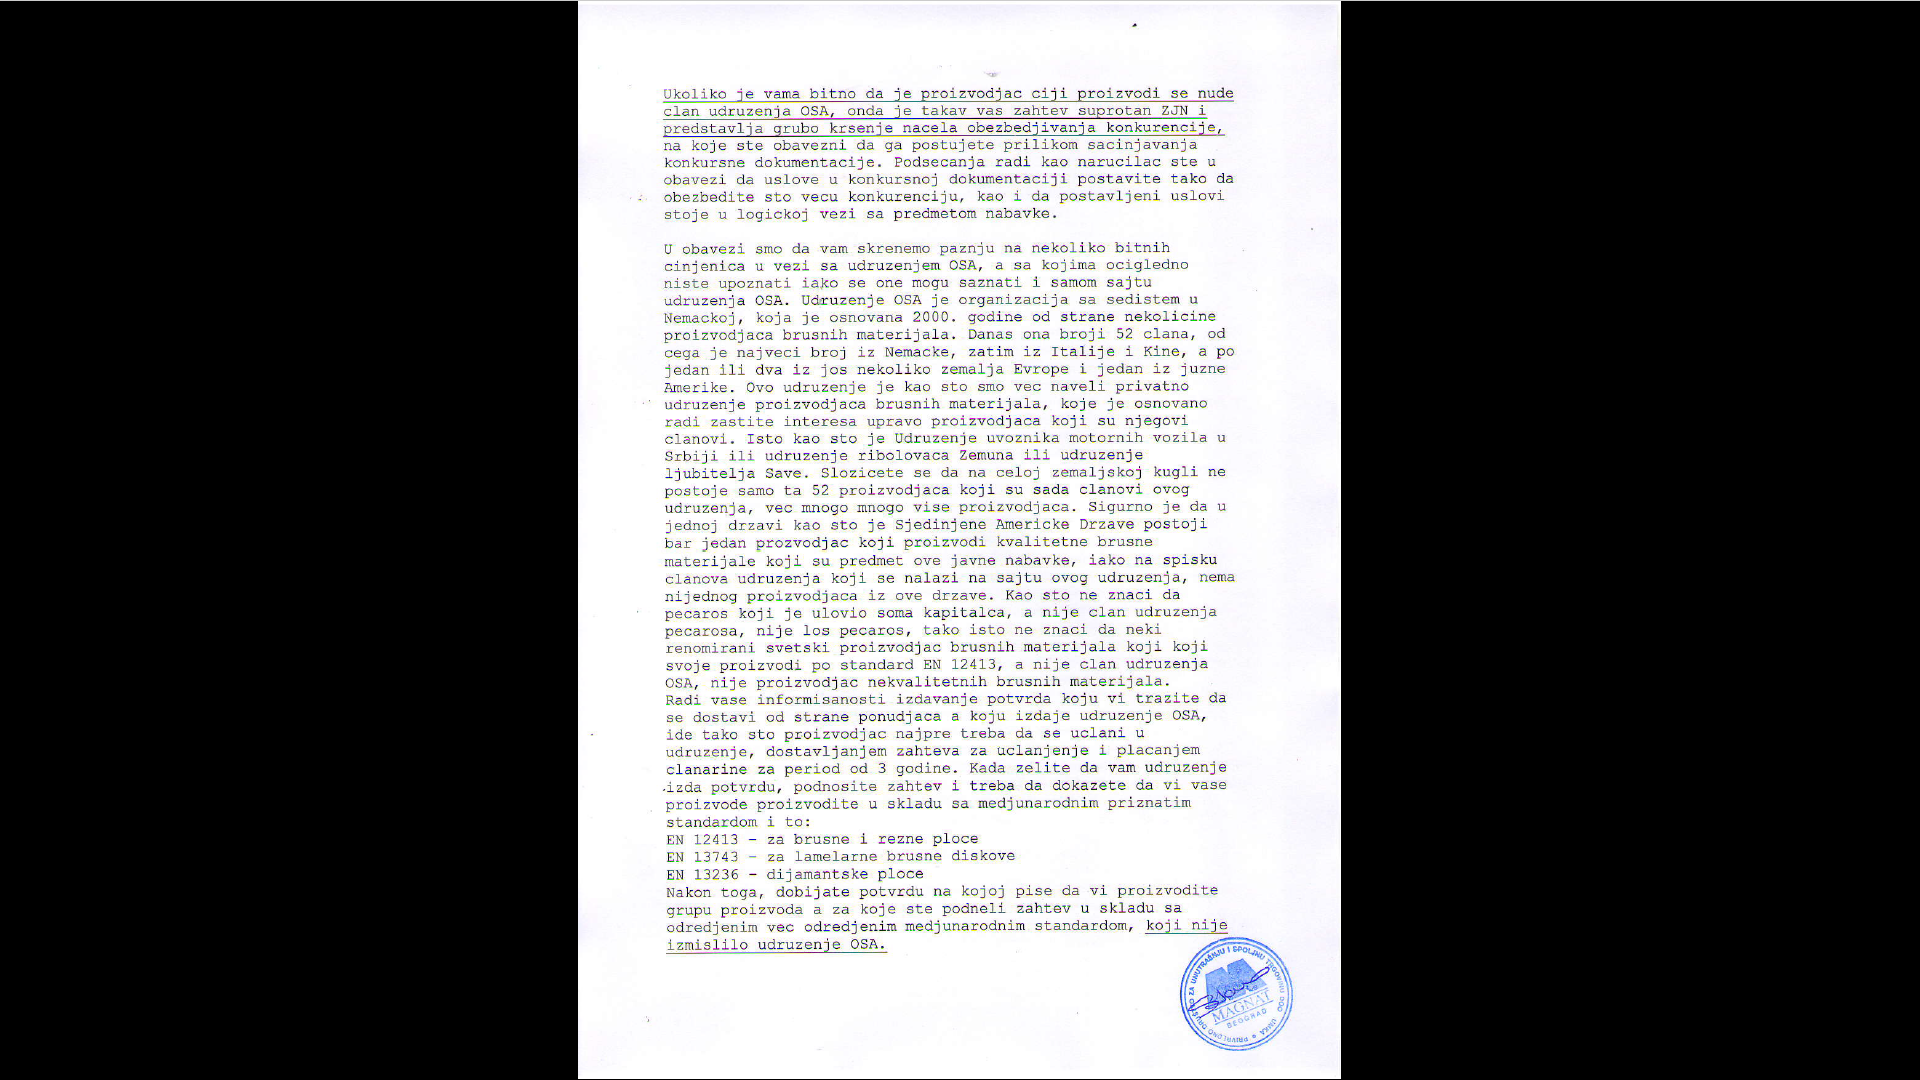 Ukoliko je vama bitno da je proizvodjac ciji proizvodi se nude
clan udruzenja OSA, onda je takav vas zahtev suprotan ZJN i
predstavlja grubo krsenje nacela obezbedjivanja konkurencije,
na koje ste obavezni da ga postujete prilikom sacinjavanja
konkursne dokumentacije. Podsecanja radi kao narucilac ste u
obavezi da uslove u konkursnoj dokumentaciji postavite tako da
obezbedite sto vecu konkurenciju, kao i da postavljeni uslovi
stoje u logickoj vezi sa predmetom nabavke.
U obavezi smo da vam skrenemo paznju na nekoliko bitnih
cinjenica u vezi sa udruzenjem OSA, a sa kojima ocigledno
niste upoznati iako se one mogu saznati i samom sajtu
udruzenja OSA. Udruzenje OSA je organizacija sa sedistem u
Nemackoj, koja je osnovana 2000. godine od strane nekolicine
proizvodjaca brusnih materijala. Danas ona broji 52 clana, od
cega je najveci broj iz Nemacke, zatim iz Italije i Kine, a po
jedan ili dva iz jos nekoliko zemalja Evrope i jedan iz juzne
Amerike. Ovo udruzenje je kao sto smo vec naveli privatno
udruzenje proizvodjaca brusnih materijala, koje je osnovano
radi zastite interesa upravo proizvodjaca koji su njegovi
clanovi. Isto kao sto je Udruzenje uvoznika motornih vozila u
Srbiji ili udruzenje ribolovaca Zemuna ili udruzenje
ljubitelja Save. Slozicete se da na celoj zemaljskoj kugli ne
postoje samo ta 52 proizvodjaca koji su sada clanovi ovog
udruzenja, vec mnogo mnogo vise proizvodjaca. Sigurno je da u
jednoj drzavi kao sto je Sjedinjene Americke Drzave postoji
bar jedan prozvodjac koji proizvodi kvalitetne brusne
materijale koji su predmet ove javne nabavke, iako na spisku
clanova udruzenja koji se nalazi na sajtu ovog udruzenja, nema
nijednog proizvodjaca iz ove drzave. Kao sto ne znaci da
pecaros koji je ulovio soma kapitalca, a nije clan udruzenja
pecarosa, nije los pecaros, tako isto ne znaci da neki
renomirani svetski proizvodjac brusnih materijala koji koji
svoje proizvodi po standard EN 12413, a nije clan udruzenja
OSA, nije proizvodjac nekvalitetnih brusnih materijala.
Radi vase informisanosti izdavanje potvrda koju vi trazite da
se dostavi od strane ponudjaca a koju izdaje udruzenje OSA,
ide tako sto proizvodjac najpre treba da se uclani u
udruzenje, dostavljanjem zahteva za uclanjenje i placanjem
clanarine za period od 3 godine. Kada zelite da vam udruzenje
izda potvrdu, podnosite zahtev i treba da dokazete da vi vase
proizvode proizvodite u skladu sa medjunarodnim priznatim
standardom i to:
EN 12413 – za brusne i rezne ploce
EN 13743 – za lamelarne brusne diskove
EN 13236 – dijamantske ploce
Nakon toga, dobijate potvrdu na kojoj pise da vi proizvodite
grupu proizvoda a za koje ste podneli zahtev u skladu sa
odredjenim vec odredjenim medjunarodnim standardom, koji nije
izmislilo udruzenje OSA.
PRIVREDNO DRUŠTVO ZA UNUTRAŠNJU I SPOLJNU TRGOVINU DOO UMKA
MAGNAT
BEOGRAD